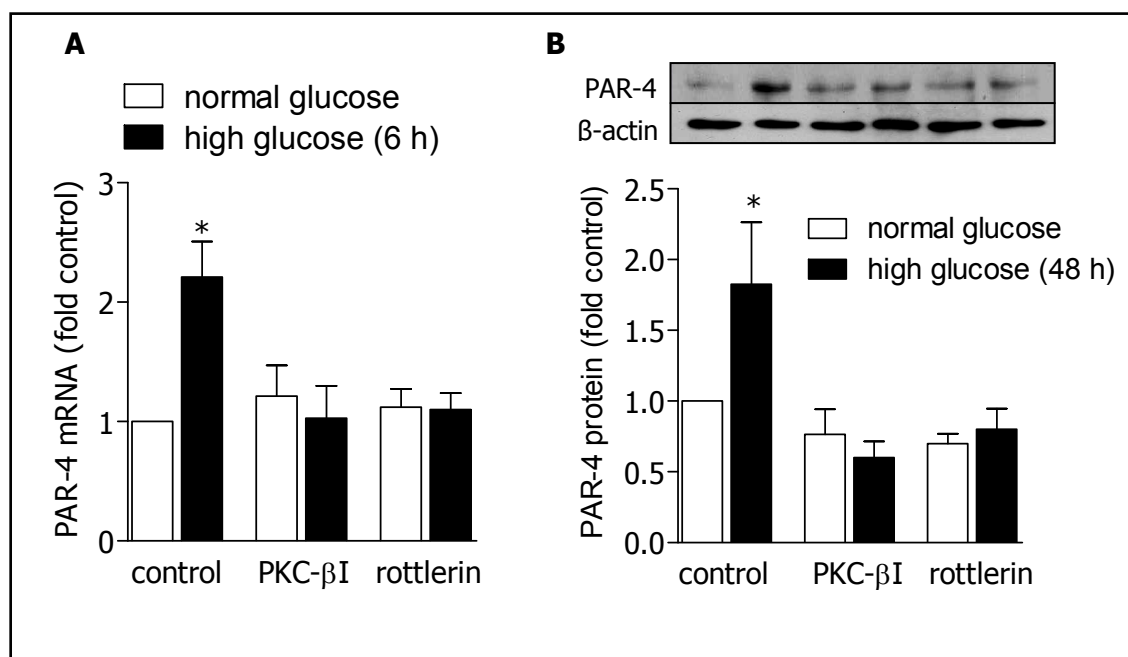 A
normal glucose
high glucose (6 h)
PAR-4 mRNA (fold control)
3
2
1
0
*
control
PKC-βI
rottlerin
B
PAR-4
ß-actin
PAR-4 protein (fold control)
2.5
2.0
1.5
1.0
0.5
0.0
*
normal glucose
high glucose (48 h)
control
PKC-βI
rottlerin